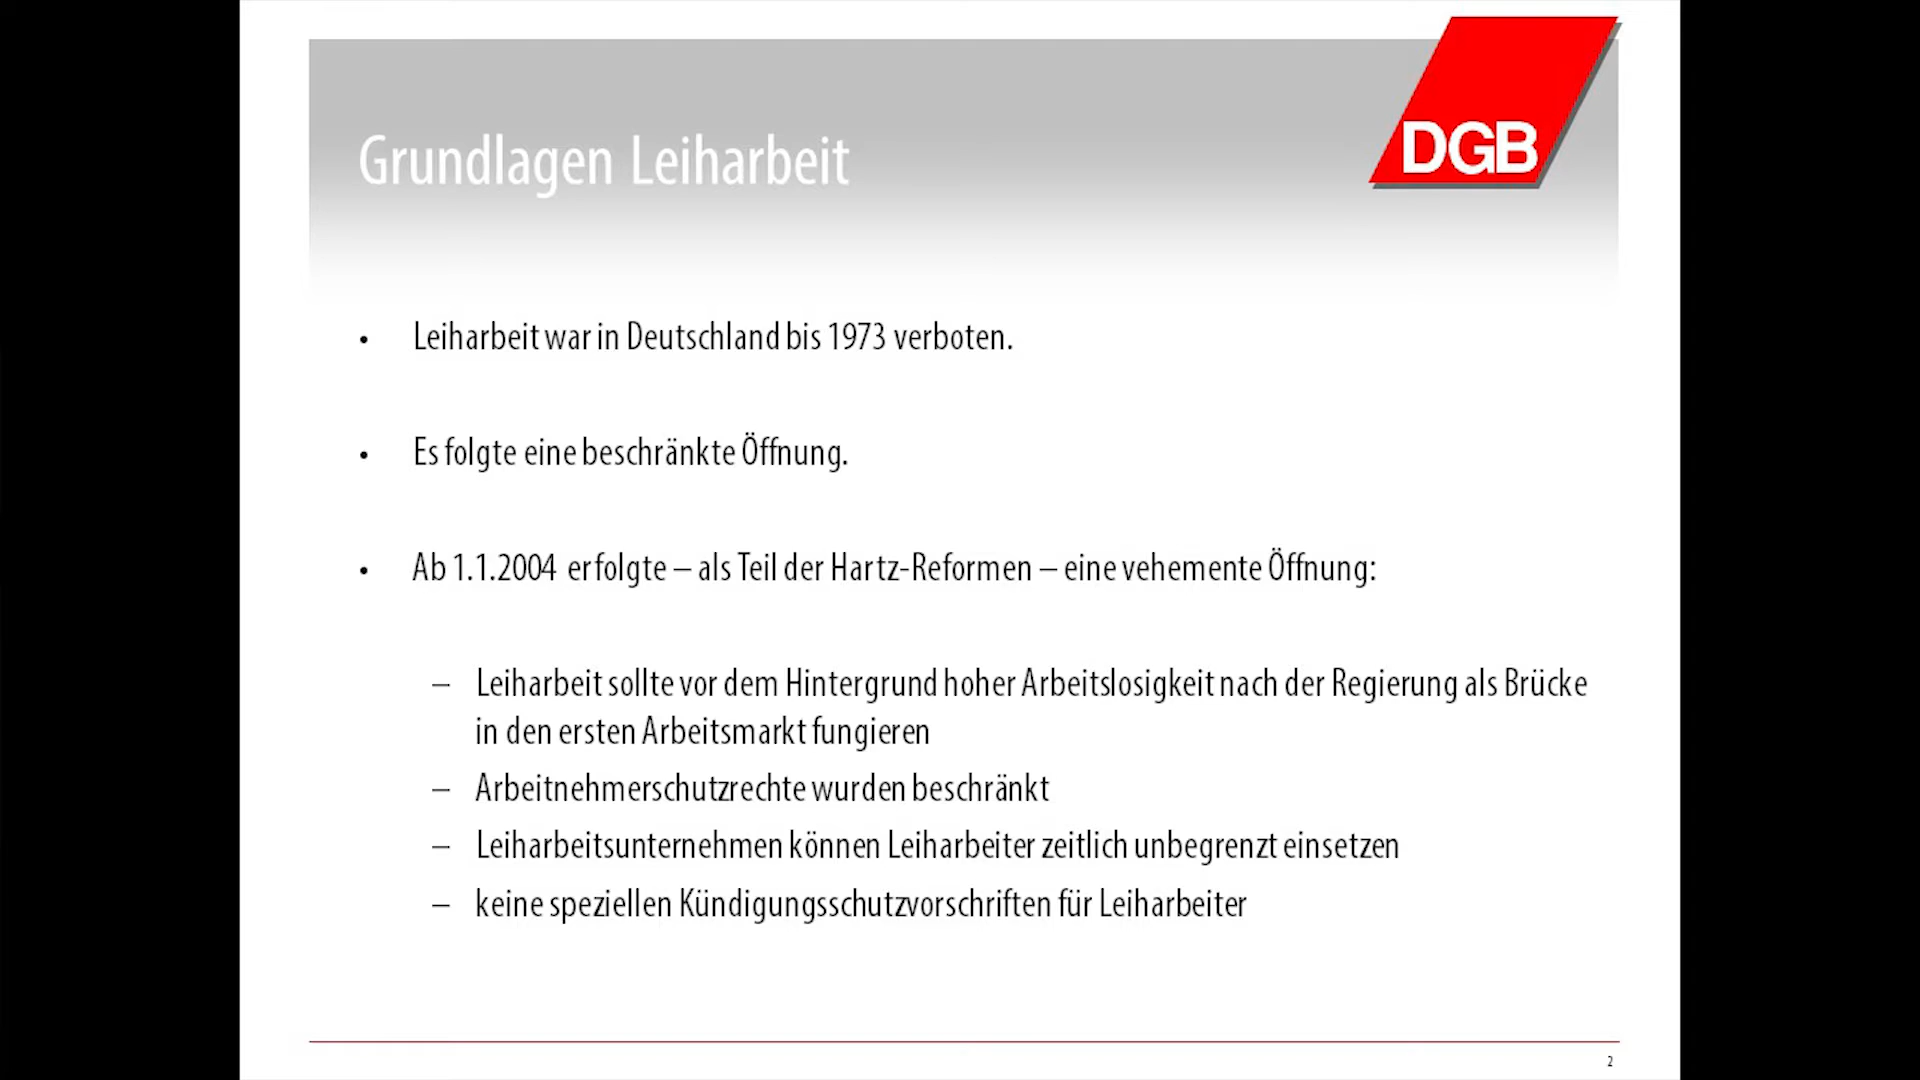 DGB
Grundlagen Leiharbeit
• Leiharbeit war in Deutschland bis 1973 verboten.
• Es folgte eine beschränkte Öffnung.
• Ab 1.1.2004 erfolgte – als Teil der Hartz-Reformen – eine vehemente Öffnung:
– Leiharbeit sollte vor dem Hintergrund hoher Arbeitslosigkeit nach der Regierung als Brücke
in den ersten Arbeitsmarkt fungieren
– Arbeitnehmerschutzrechte wurden beschränkt
– Leiharbeitsunternehmen können Leiharbeiter zeitlich unbegrenzt einsetzen
– keine speziellen Kündigungsschutzvorschriften für Leiharbeiter
2